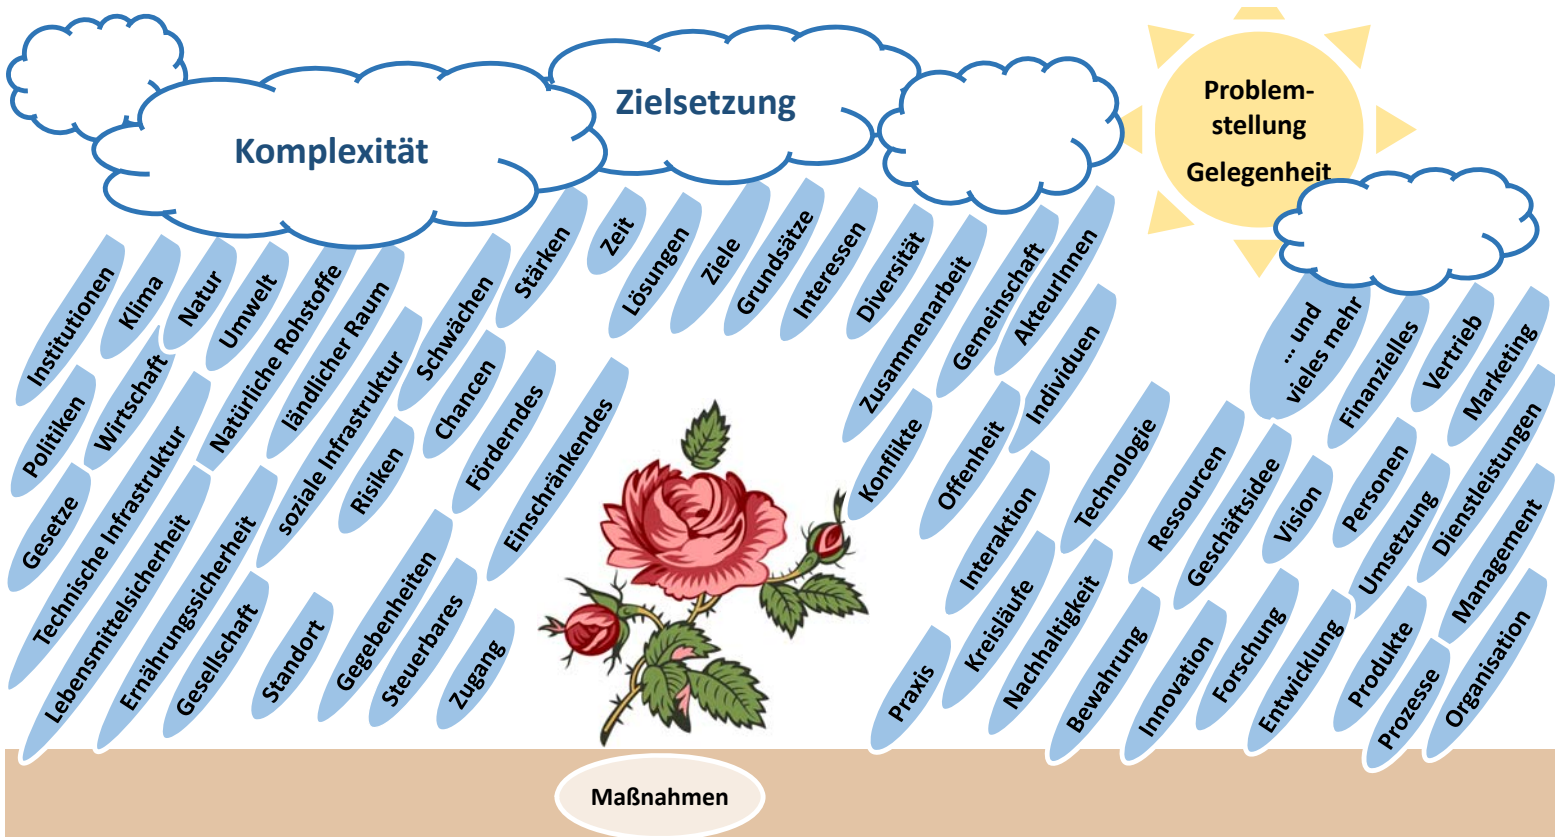 Zielsetzung
Komplexität
Problem-
stellung
Gelegenheit
Institutionen
Klima
Natur
Umwelt
Natürliche Rohstoffe
ländlicher Raum
Schwächen
Stärken
Zeit
Lösungen
Ziele
Grundsätze
Interessen
Diversität
Zusammenarbeit
Gemeinschaft
AkteurInnen
... und
vieles mehr
Finanzielles
Vertrieb
Marketing
Politiken
Wirtschaft
soziale Infrastruktur
Chancen
Förderndes
Einschränkendes
Individuen
Konflikte
Offenheit
Technologie
Ressourcen
Geschäftsidee
Vision
Personen
Umsetzung
Dienstleistungen
Gesetze
Technische Infrastruktur
Risiken
Interaktion
Management
Lebensmittelsicherheit
Ernährungssicherheit
Gesellschaft
Standort
Gegebenheiten
Steuerbares
Zugang
Praxis
Kreisläufe
Nachhaltigkeit
Bewahrung
Innovation
Forschung
Entwicklung
Produkte
Prozesse
Organisation
Maßnahmen